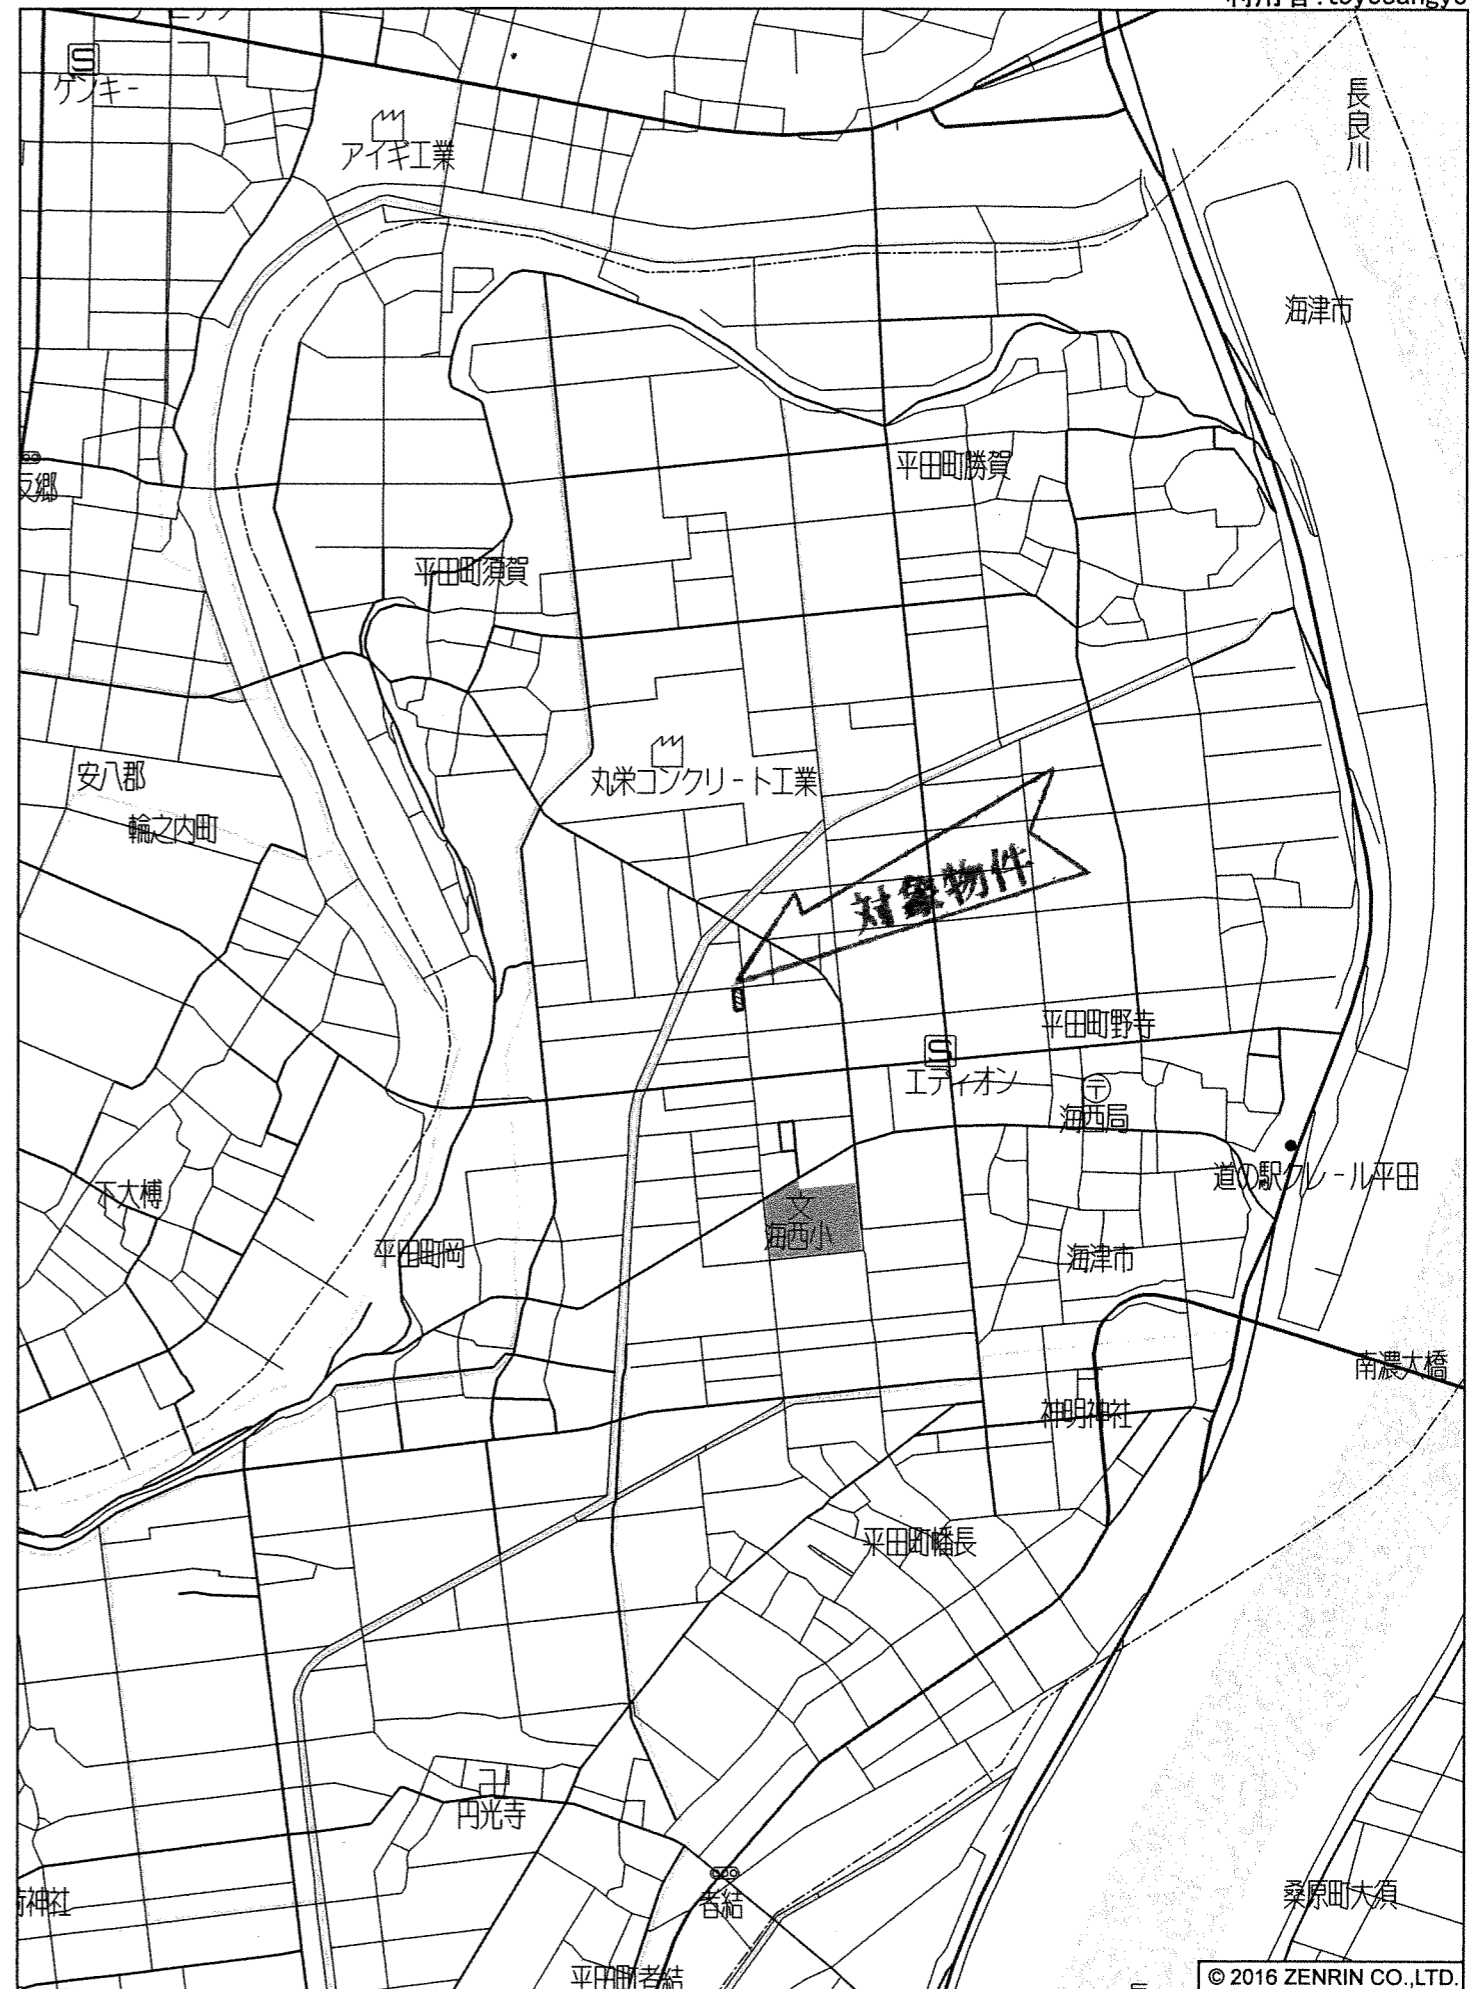 ゲンキー
アイギ工業
長良川
海津市
平田町勝賀
平田町須賀
丸栄コンクリート工業
安八郡
輪之内町
対象物件
平田町野寺
エディオン
海西局
道の駅クレール平田
下大榑
文
海西小
平田町岡
海津市
南濃大橋
神明神社
平田町幡長
円光寺
神社
者結
桑原町大須
平田町者結
© 2016 ZENRIN CO.,LTD.